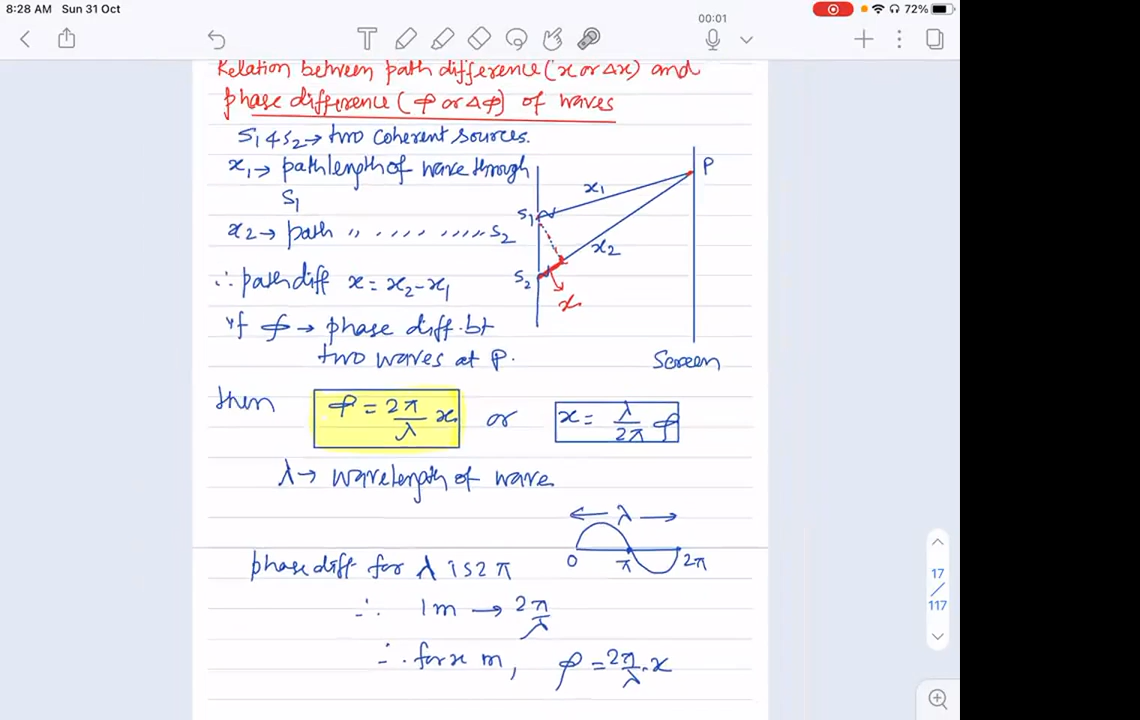 8:28 AM Sun 31 Oct
72%
00:01
T
Relation between path difference (x or Δx) and
phase difference (φ or Δφ) of waves
S₁ & S₂ → two coherent sources.
x₁ → path length of wave through
S₁
x₂ → path ,, ,, ,, ,, S₂
∴ path diff x = x₂ - x₁
If φ → phase diff. bt
two waves at P.
P
x₁
S₁
x₂
S₂
x
Screen
then φ = 2π/λ x or x = λ/2π φ
λ → wavelength of wave
λ
0 π 2π
phase diff for λ is 2π
∴ 1m → 2π/λ
∴ for x m, φ = 2π/λ . x
17
/
117